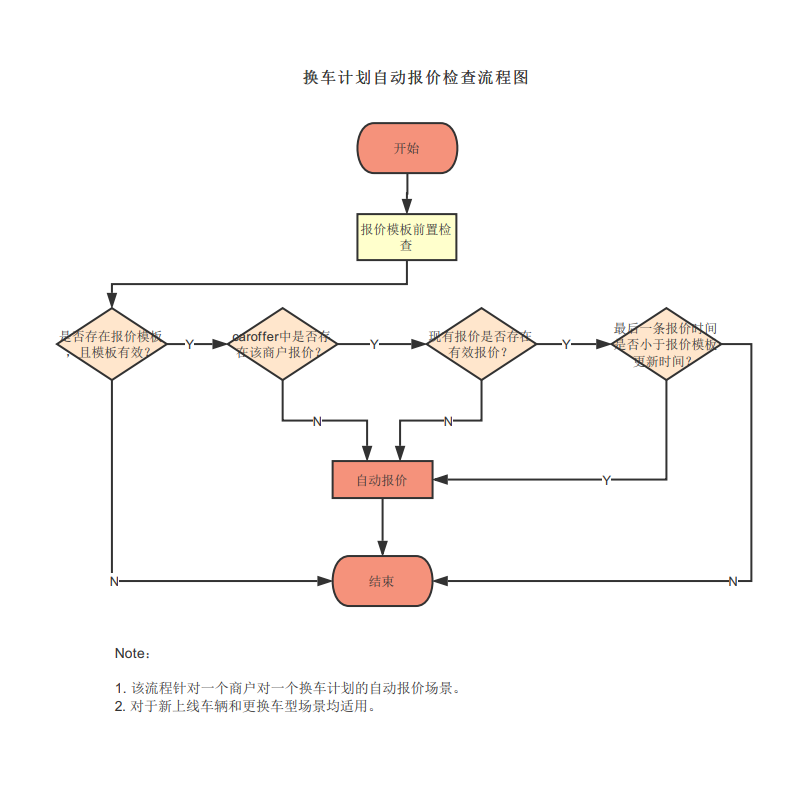 换车计划自动报价检查流程图
开始
报价模板前置检
查
是否存在报价模板
，且模板有效？
Y
caroffer中是否存
在该商户报价？
Y
现有报价是否存在
有效报价？
Y
最后一条报价时间
是否小于报价模板
更新时间？
N
N
自动报价
Y
N
结束
N
Note：
1. 该流程针对一个商户对一个换车计划的自动报价场景。
2. 对于新上线车辆和更换车型场景均适用。